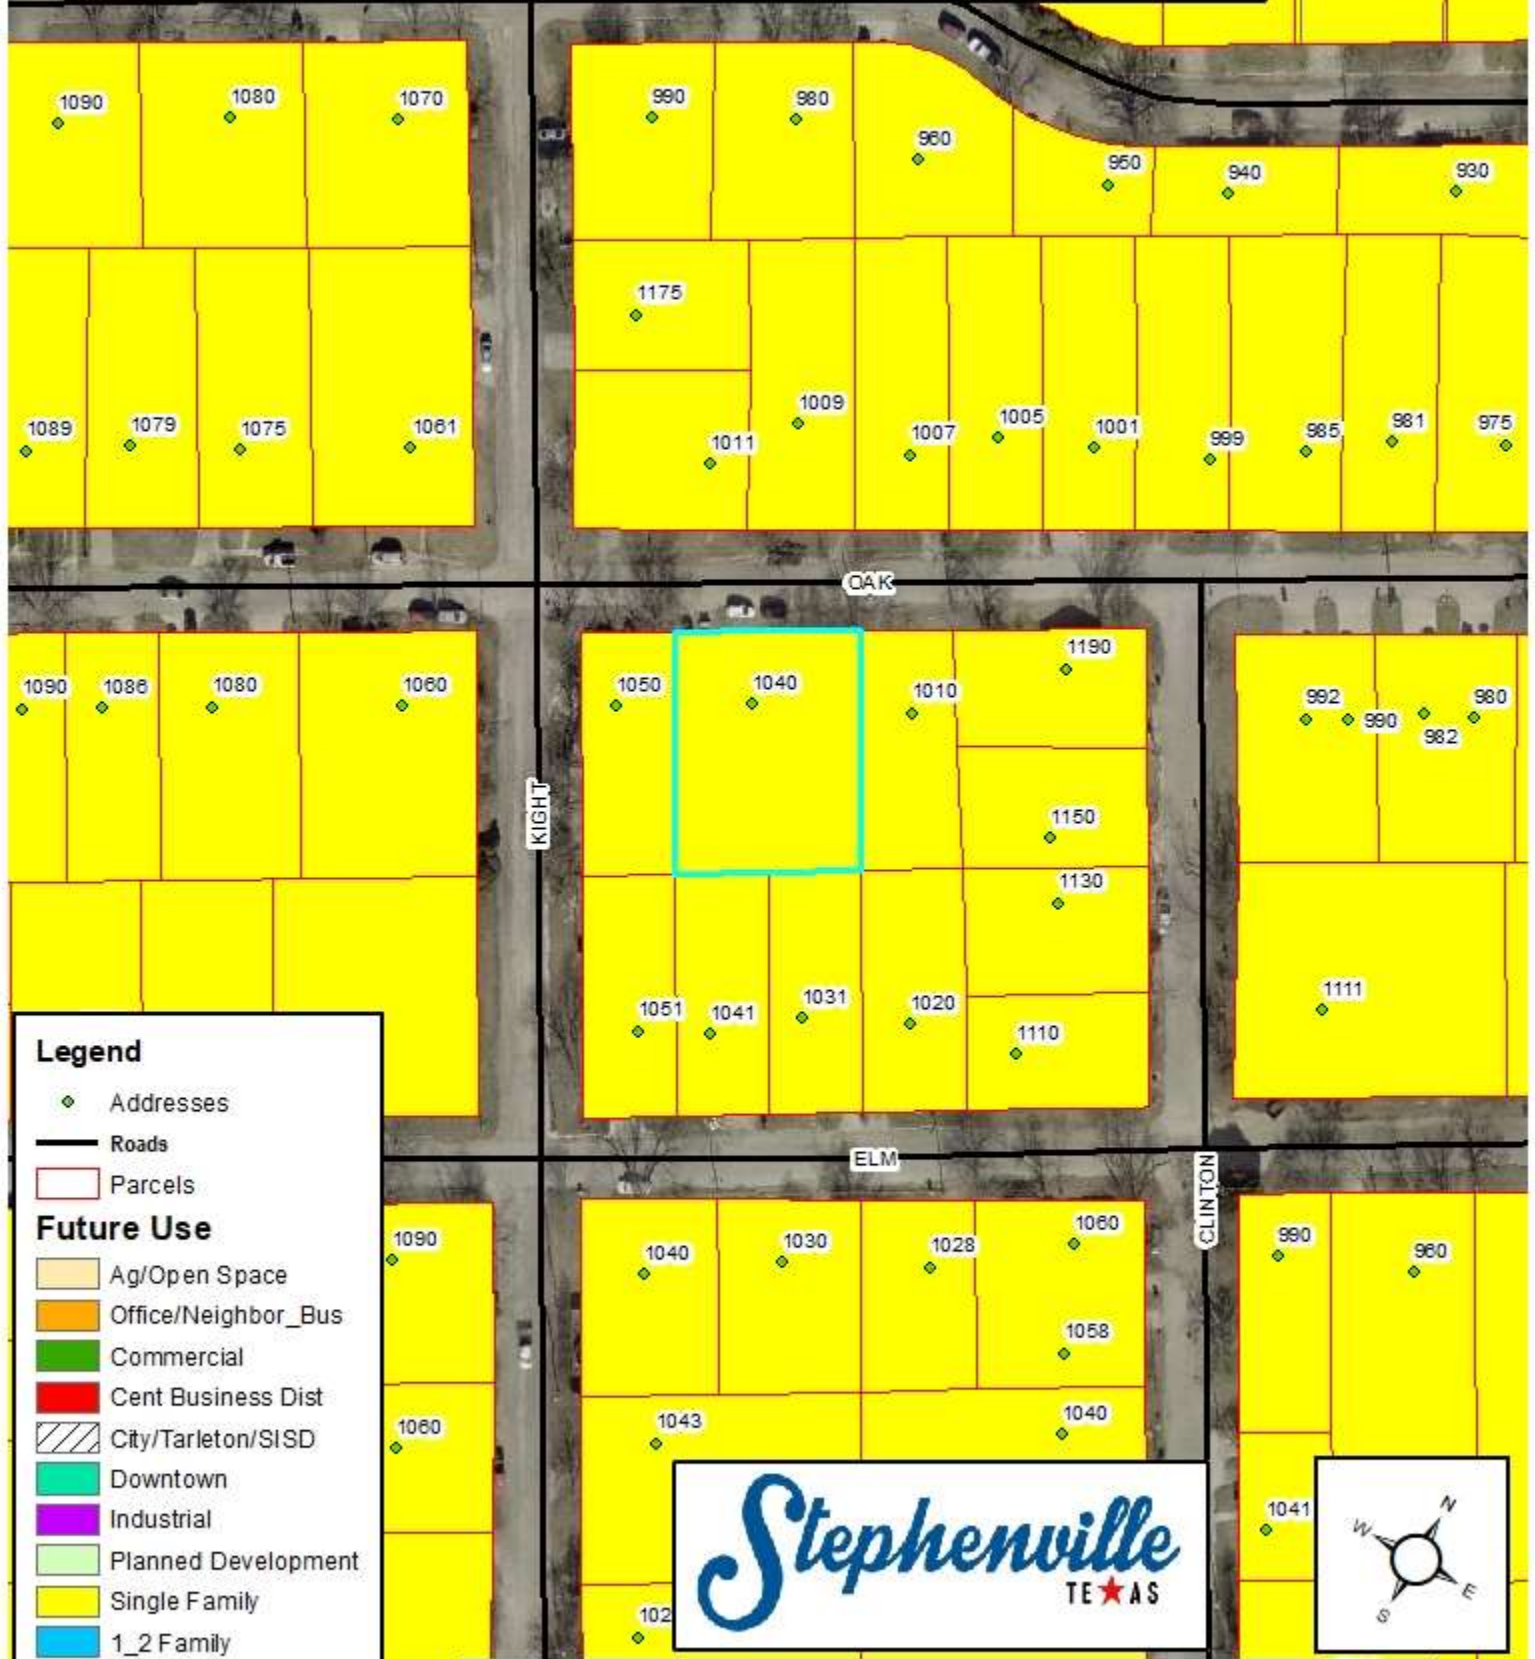 1090
1080
1070
990
980
960
950
940
930
1175
1089
1079
1075
1061
1011
1009
1007
1005
1001
999
985
981
975
OAK
1090
1086
1080
1060
1050
1040
1010
1190
1150
992
990
982
980
KIGHT
1130
1051
1041
1031
1020
1110
1111
ELM
CLINTON
1090
1060
1040
1030
1028
1060
1058
990
960
1043
1040
1041
Legend
Addresses
Roads
Parcels
Future Use
Ag/Open Space
Office/Neighbor_Bus
Commercial
Cent Business Dist
City/Tarleton/SISD
Downtown
Industrial
Planned Development
Single Family
1_2 Family
Stephenville
TEXAS
N
W
E
S